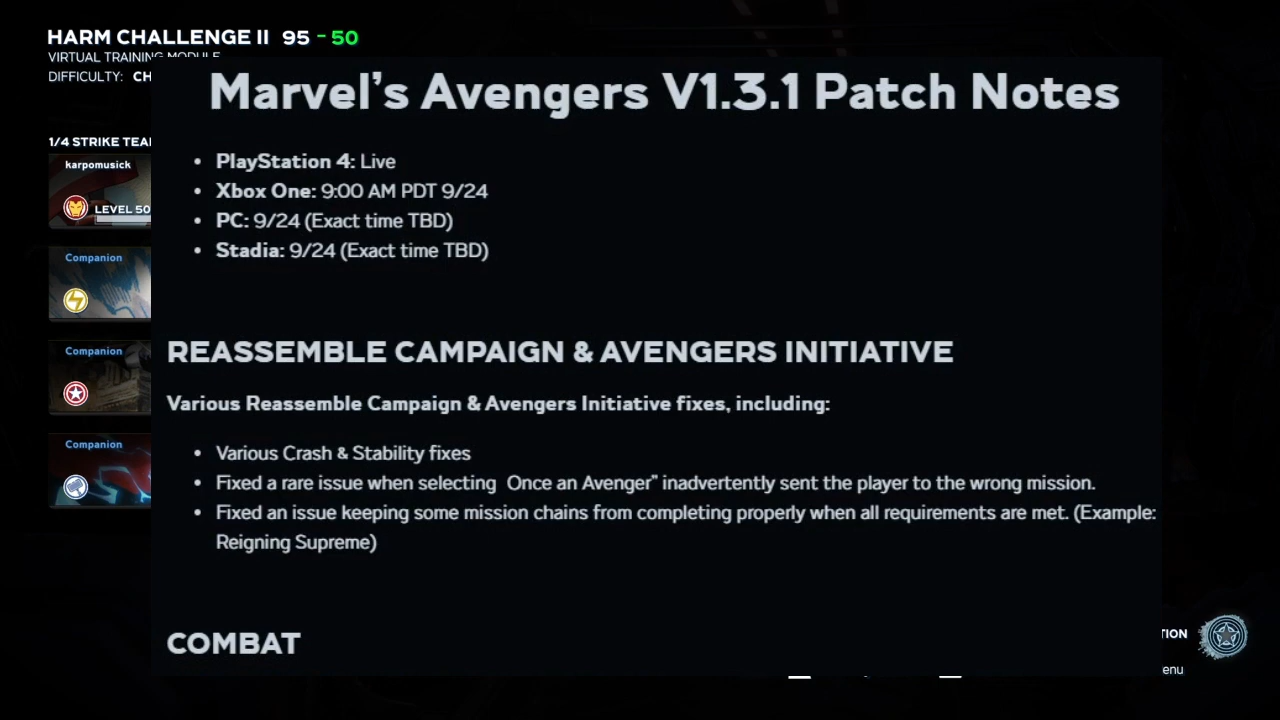 HARM CHALLENGE II 95 - 50
VIRTUAL TRAINING MODULE
DIFFICULTY: CH
Marvel's Avengers V1.3.1 Patch Notes
• PlayStation 4: Live
• Xbox One: 9:00 AM PDT 9/24
• PC: 9/24 (Exact time TBD)
• Stadia: 9/24 (Exact time TBD)
1/4 STRIKE TEA
karpomusick
LEVEL 50
Companion
Companion
Companion
REASSEMBLE CAMPAIGN & AVENGERS INITIATIVE
Various Reassemble Campaign & Avengers Initiative fixes, including:
• Various Crash & Stability fixes
• Fixed a rare issue when selecting Once an Avenger" inadvertently sent the player to the wrong mission.
• Fixed an issue keeping some mission chains from completing properly when all requirements are met. (Example:
Reigning Supreme)
COMBAT
TION
enu